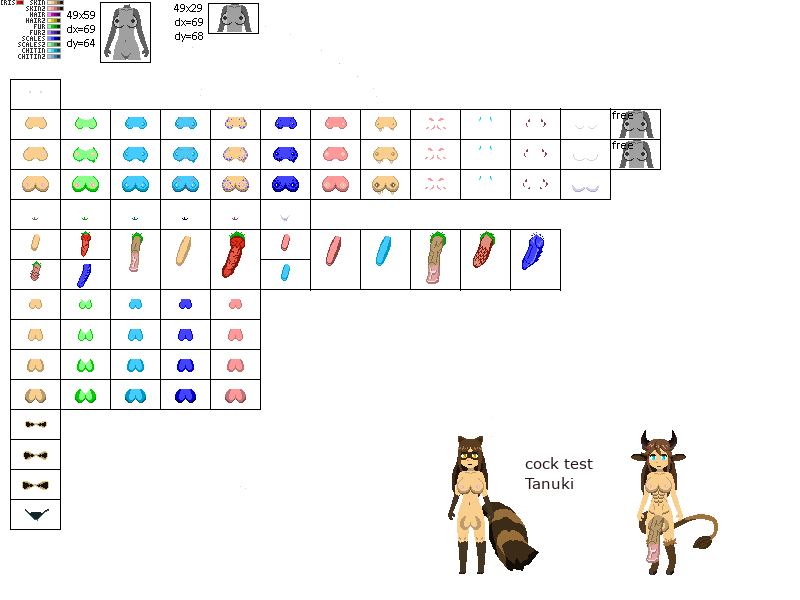 IRIS
SKIN
SKIN2
HAIR
HAIR2
FUR
FUR2
SCALES
SCALES2
CHITIN
CHITIN2
49x59
dx=69
dy=64
49x29
dx=69
dy=68
free
free
cock test
Tanuki